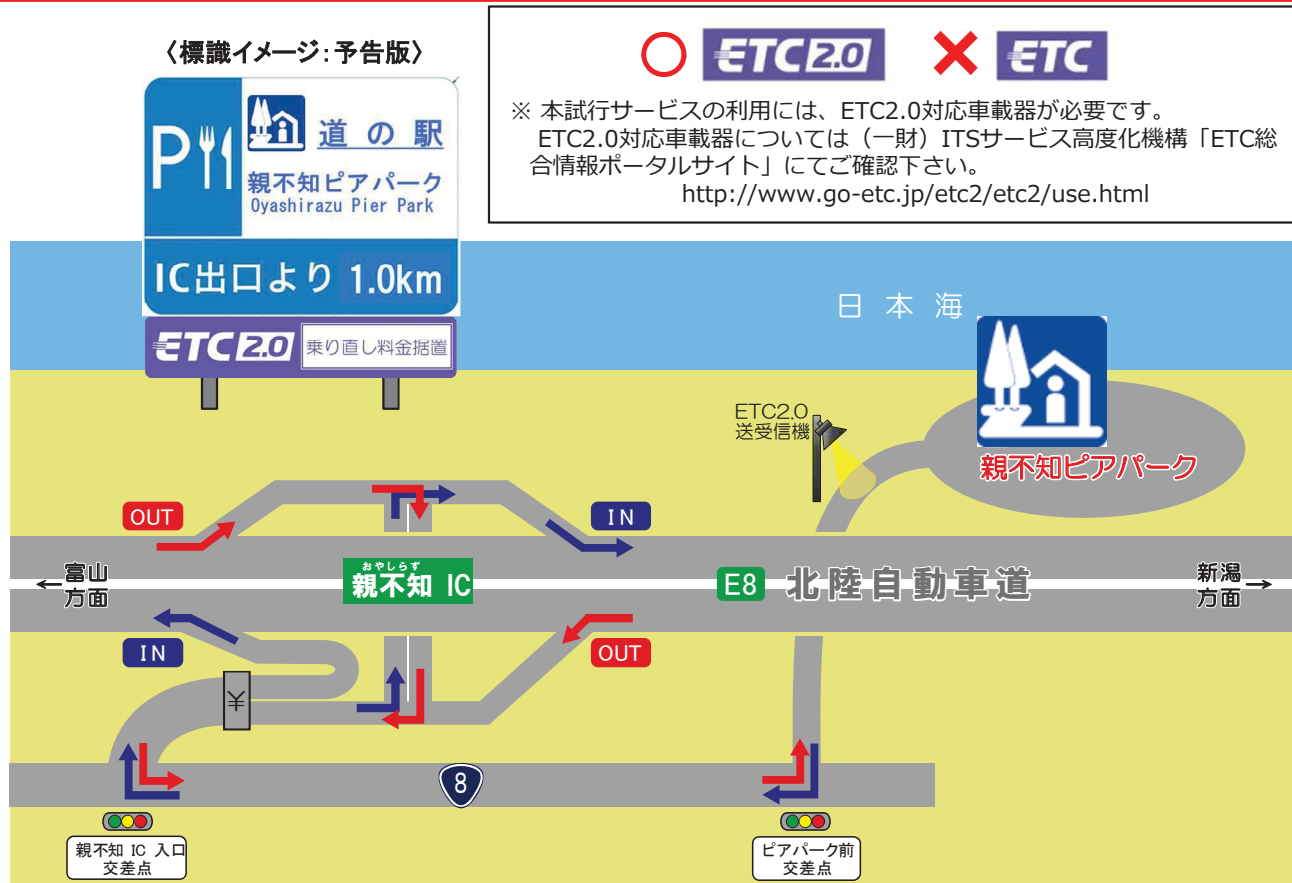 〈標識イメージ：予告版〉
P
道の駅
親不知ピアパーク
Oyashirazu Pier Park
IC出口より 1.0km
ETC2.0 乗り直し料金据置
ETC2.0 ETC
※ 本試行サービスの利用には、ETC2.0対応車載器が必要です。
ETC2.0対応車載器については（一財）ITSサービス高度化機構「ETC総
合情報ポータルサイト」にてご確認下さい。
http://www.go-etc.jp/etc2/etc2/use.html
日本海
ETC2.0
送受信機
親不知ピアパーク
OUT
IN
←富山
方面
おやしらず
親不知 IC
E8 北陸自動車道
新潟→
方面
IN
OUT
¥
8
親不知 IC 入口
交差点
ピアパーク前
交差点